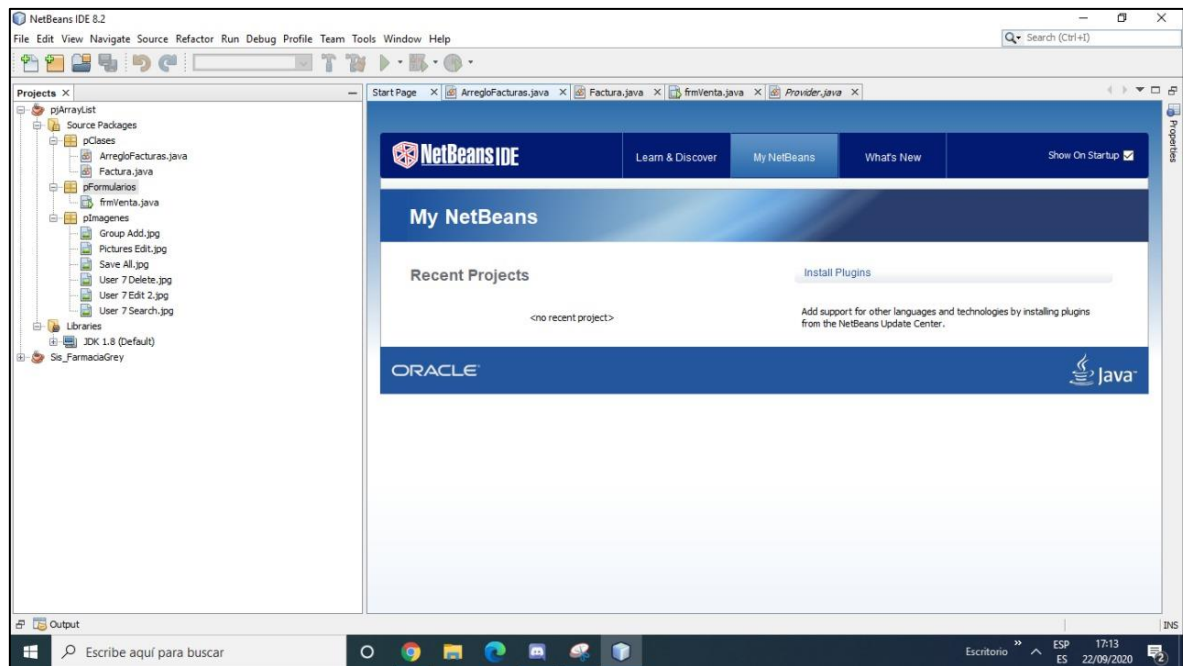 NetBeans IDE 8.2
File Edit View Navigate Source Refactor Run Debug Profile Team Tools Window Help
Search (Ctrl+I)
Projects
pjArrayList
Source Packages
pClases
ArregloFacturas.java
Factura.java
pFormularios
frmVenta.java
pImagenes
Group Add.jpg
Pictures Edit.jpg
Save All.jpg
User 7 Delete.jpg
User 7 Edit 2.jpg
User 7 Search.jpg
Libraries
JDK 1.8 (Default)
Sis_FarmaciaGrey
Start Page ArregloFacturas.java Factura.java frmVenta.java Provider.java
Properties
NetBeans IDE
Learn & Discover My NetBeans What's New Show On Startup
My NetBeans
Recent Projects
<no recent project>
Install Plugins
Add support for other languages and technologies by installing plugins
from the NetBeans Update Center.
ORACLE
Java
Output
INS
Escribe aquí para buscar
Escritorio
ESP
ES
17:13
22/09/2020
2